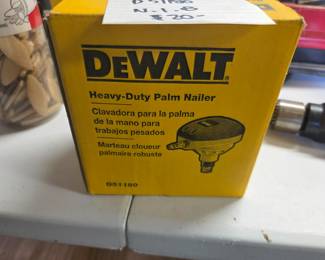 $20-
DEWALT
Heavy-Duty Palm Nailer
Clavadora para la palma
de la mano para
trabajos pesados
Marteau cloueur
palmaire robuste
D51180